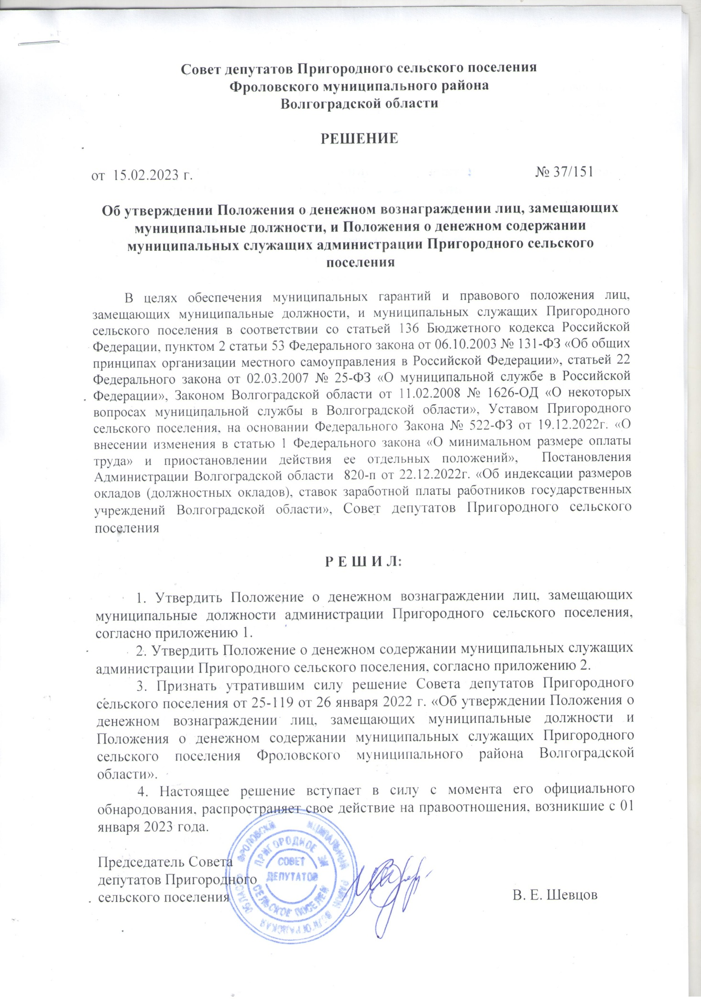 Совет депутатов Пригородного сельского поселения
Фроловского муниципального района
Волгоградской области
РЕШЕНИЕ
от 15.02.2023 г. № 37/151
Об утверждении Положения о денежном вознаграждении лиц, замещающих
муниципальные должности, и Положения о денежном содержании
муниципальных служащих администрации Пригородного сельского
поселения
В целях обеспечения муниципальных гарантий и правового положения лиц,
замещающих муниципальные должности, и муниципальных служащих Пригородного
сельского поселения в соответствии со статьей 136 Бюджетного кодекса Российской
Федерации, пунктом 2 статьи 53 Федерального закона от 06.10.2003 № 131-ФЗ «Об общих
принципах организации местного самоуправления в Российской Федерации», статьей 22
Федерального закона от 02.03.2007 № 25-ФЗ «О муниципальной службе в Российской
Федерации», Законом Волгоградской области от 11.02.2008 № 1626-ОД «О некоторых
вопросах муниципальной службы в Волгоградской области», Уставом Пригородного
сельского поселения, на основании Федерального Закона № 522-ФЗ от 19.12.2022г. «О
внесении изменения в статью 1 Федерального закона «О минимальном размере оплаты
труда» и приостановлении действия ее отдельных положений», Постановления
Администрации Волгоградской области 820-п от 22.12.2022г. «Об индексации размеров
окладов (должностных окладов), ставок заработной платы работников государственных
учреждений Волгоградской области», Совет депутатов Пригородного сельского
поселения
Р Е Ш И Л:
1. Утвердить Положение о денежном вознаграждении лиц, замещающих
муниципальные должности администрации Пригородного сельского поселения,
согласно приложению 1.
2. Утвердить Положение о денежном содержании муниципальных служащих
администрации Пригородного сельского поселения, согласно приложению 2.
3. Признать утратившим силу решение Совета депутатов Пригородного
сельского поселения от 25-119 от 26 января 2022 г. «Об утверждении Положения о
денежном вознаграждении лиц, замещающих муниципальные должности и
Положения о денежном содержании муниципальных служащих Пригородного
сельского поселения Фроловского муниципального района Волгоградской
области».
4. Настоящее решение вступает в силу с момента его официального
обнародования, распространяет свое действие на правоотношения, возникшие с 01
января 2023 года.
Председатель Совета
депутатов Пригородного
сельского поселения В. Е. Шевцов
ПРИГОРОДНОЕ
СОВЕТ
ДЕПУТАТОВ
СЕЛЬСКОЕ
РАЙОН
ВОЛГОГРАДСКАЯ